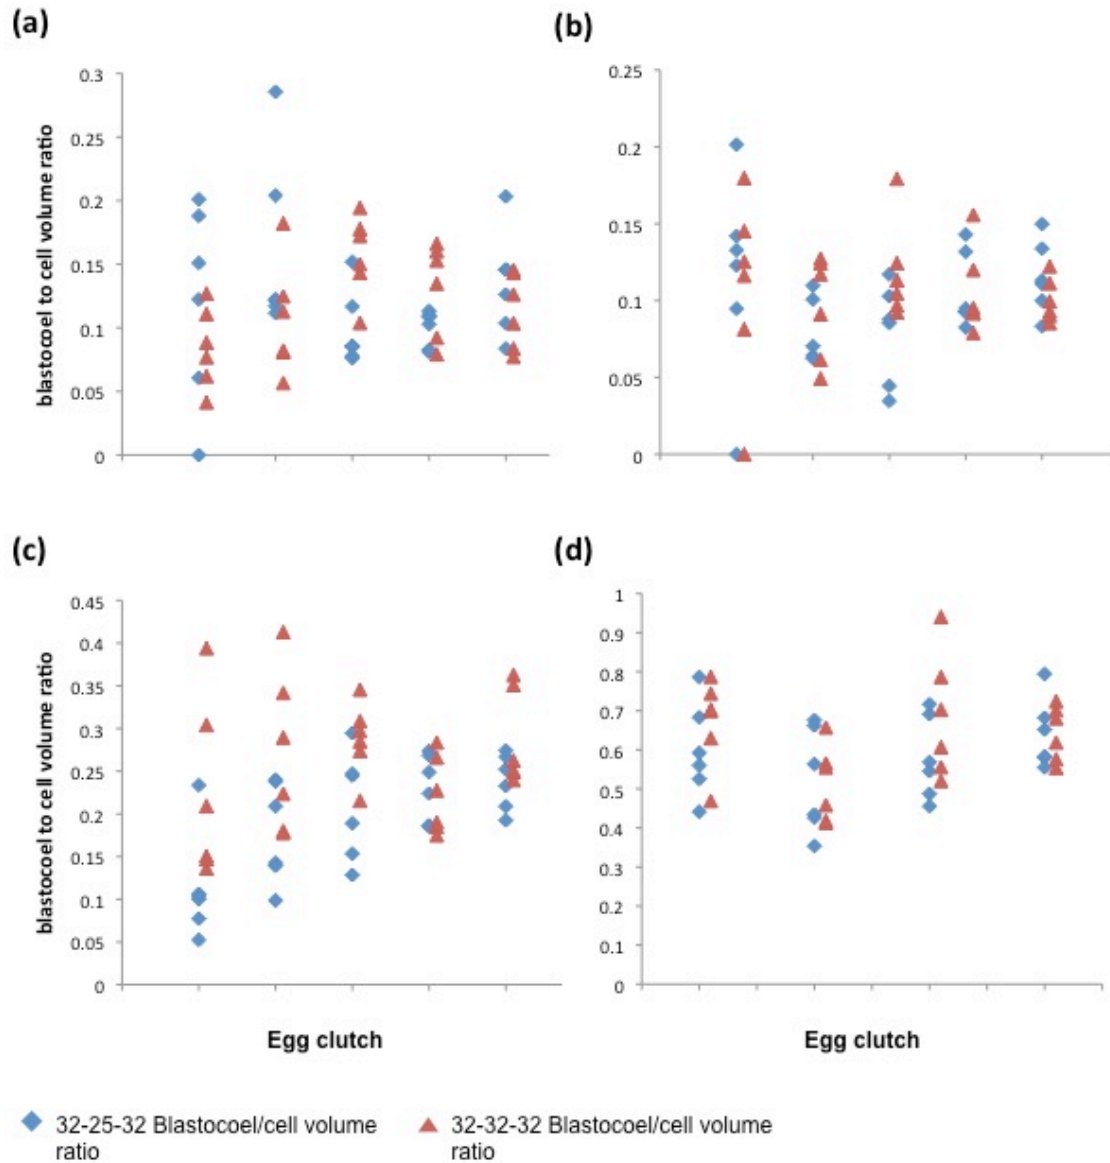 (a)
blastocoel to cell volume ratio
0.3
0.25
0.2
0.15
0.1
0.05
0
(b)
0.25
0.2
0.15
0.1
0.05
0
(c)
blastocoel to cell volume ratio
0.45
0.4
0.35
0.3
0.25
0.2
0.15
0.1
0.05
0
Egg clutch
(d)
1
0.9
0.8
0.7
0.6
0.5
0.4
0.3
0.2
0.1
0
Egg clutch
32-25-32 Blastocoel/cell volume
ratio
32-32-32 Blastocoel/cell volume
ratio